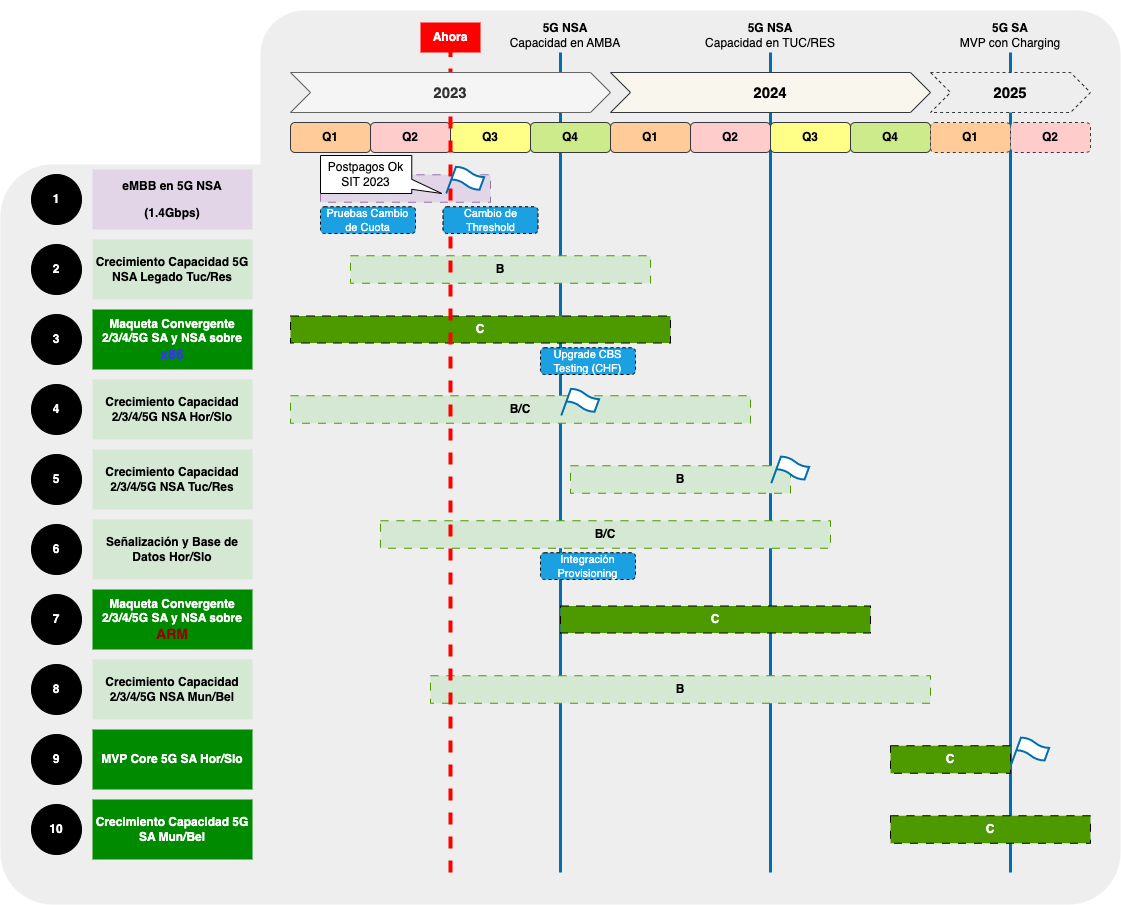 Ahora
5G NSA
Capacidad en AMBA
5G NSA
Capacidad en TUC/RES
5G SA
MVP con Charging
2023
2024
2025
Q1
Q2
Q3
Q4
Q1
Q2
Q3
Q4
Q1
Q2
1
eMBB en 5G NSA
(1.4Gbps)
Postpagos Ok
SIT 2023
Pruebas Cambio
de Cuota
Cambio de
Threshold
2
Crecimiento Capacidad 5G
NSA Legado Tuc/Res
B
3
Maqueta Convergente
2/3/4/5G SA y NSA sobre
x86
C
Upgrade CBS
Testing (CHF)
4
Crecimiento Capacidad
2/3/4/5G NSA Hor/Slo
B/C
5
Crecimiento Capacidad
2/3/4/5G NSA Tuc/Res
B
6
Señalización y Base de
Datos Hor/Slo
B/C
Integración
Provisioning
7
Maqueta Convergente
2/3/4/5G SA y NSA sobre
ARM
C
8
Crecimiento Capacidad
2/3/4/5G NSA Mun/Bel
B
9
MVP Core 5G SA Hor/Slo
C
10
Crecimiento Capacidad 5G
SA Mun/Bel
C